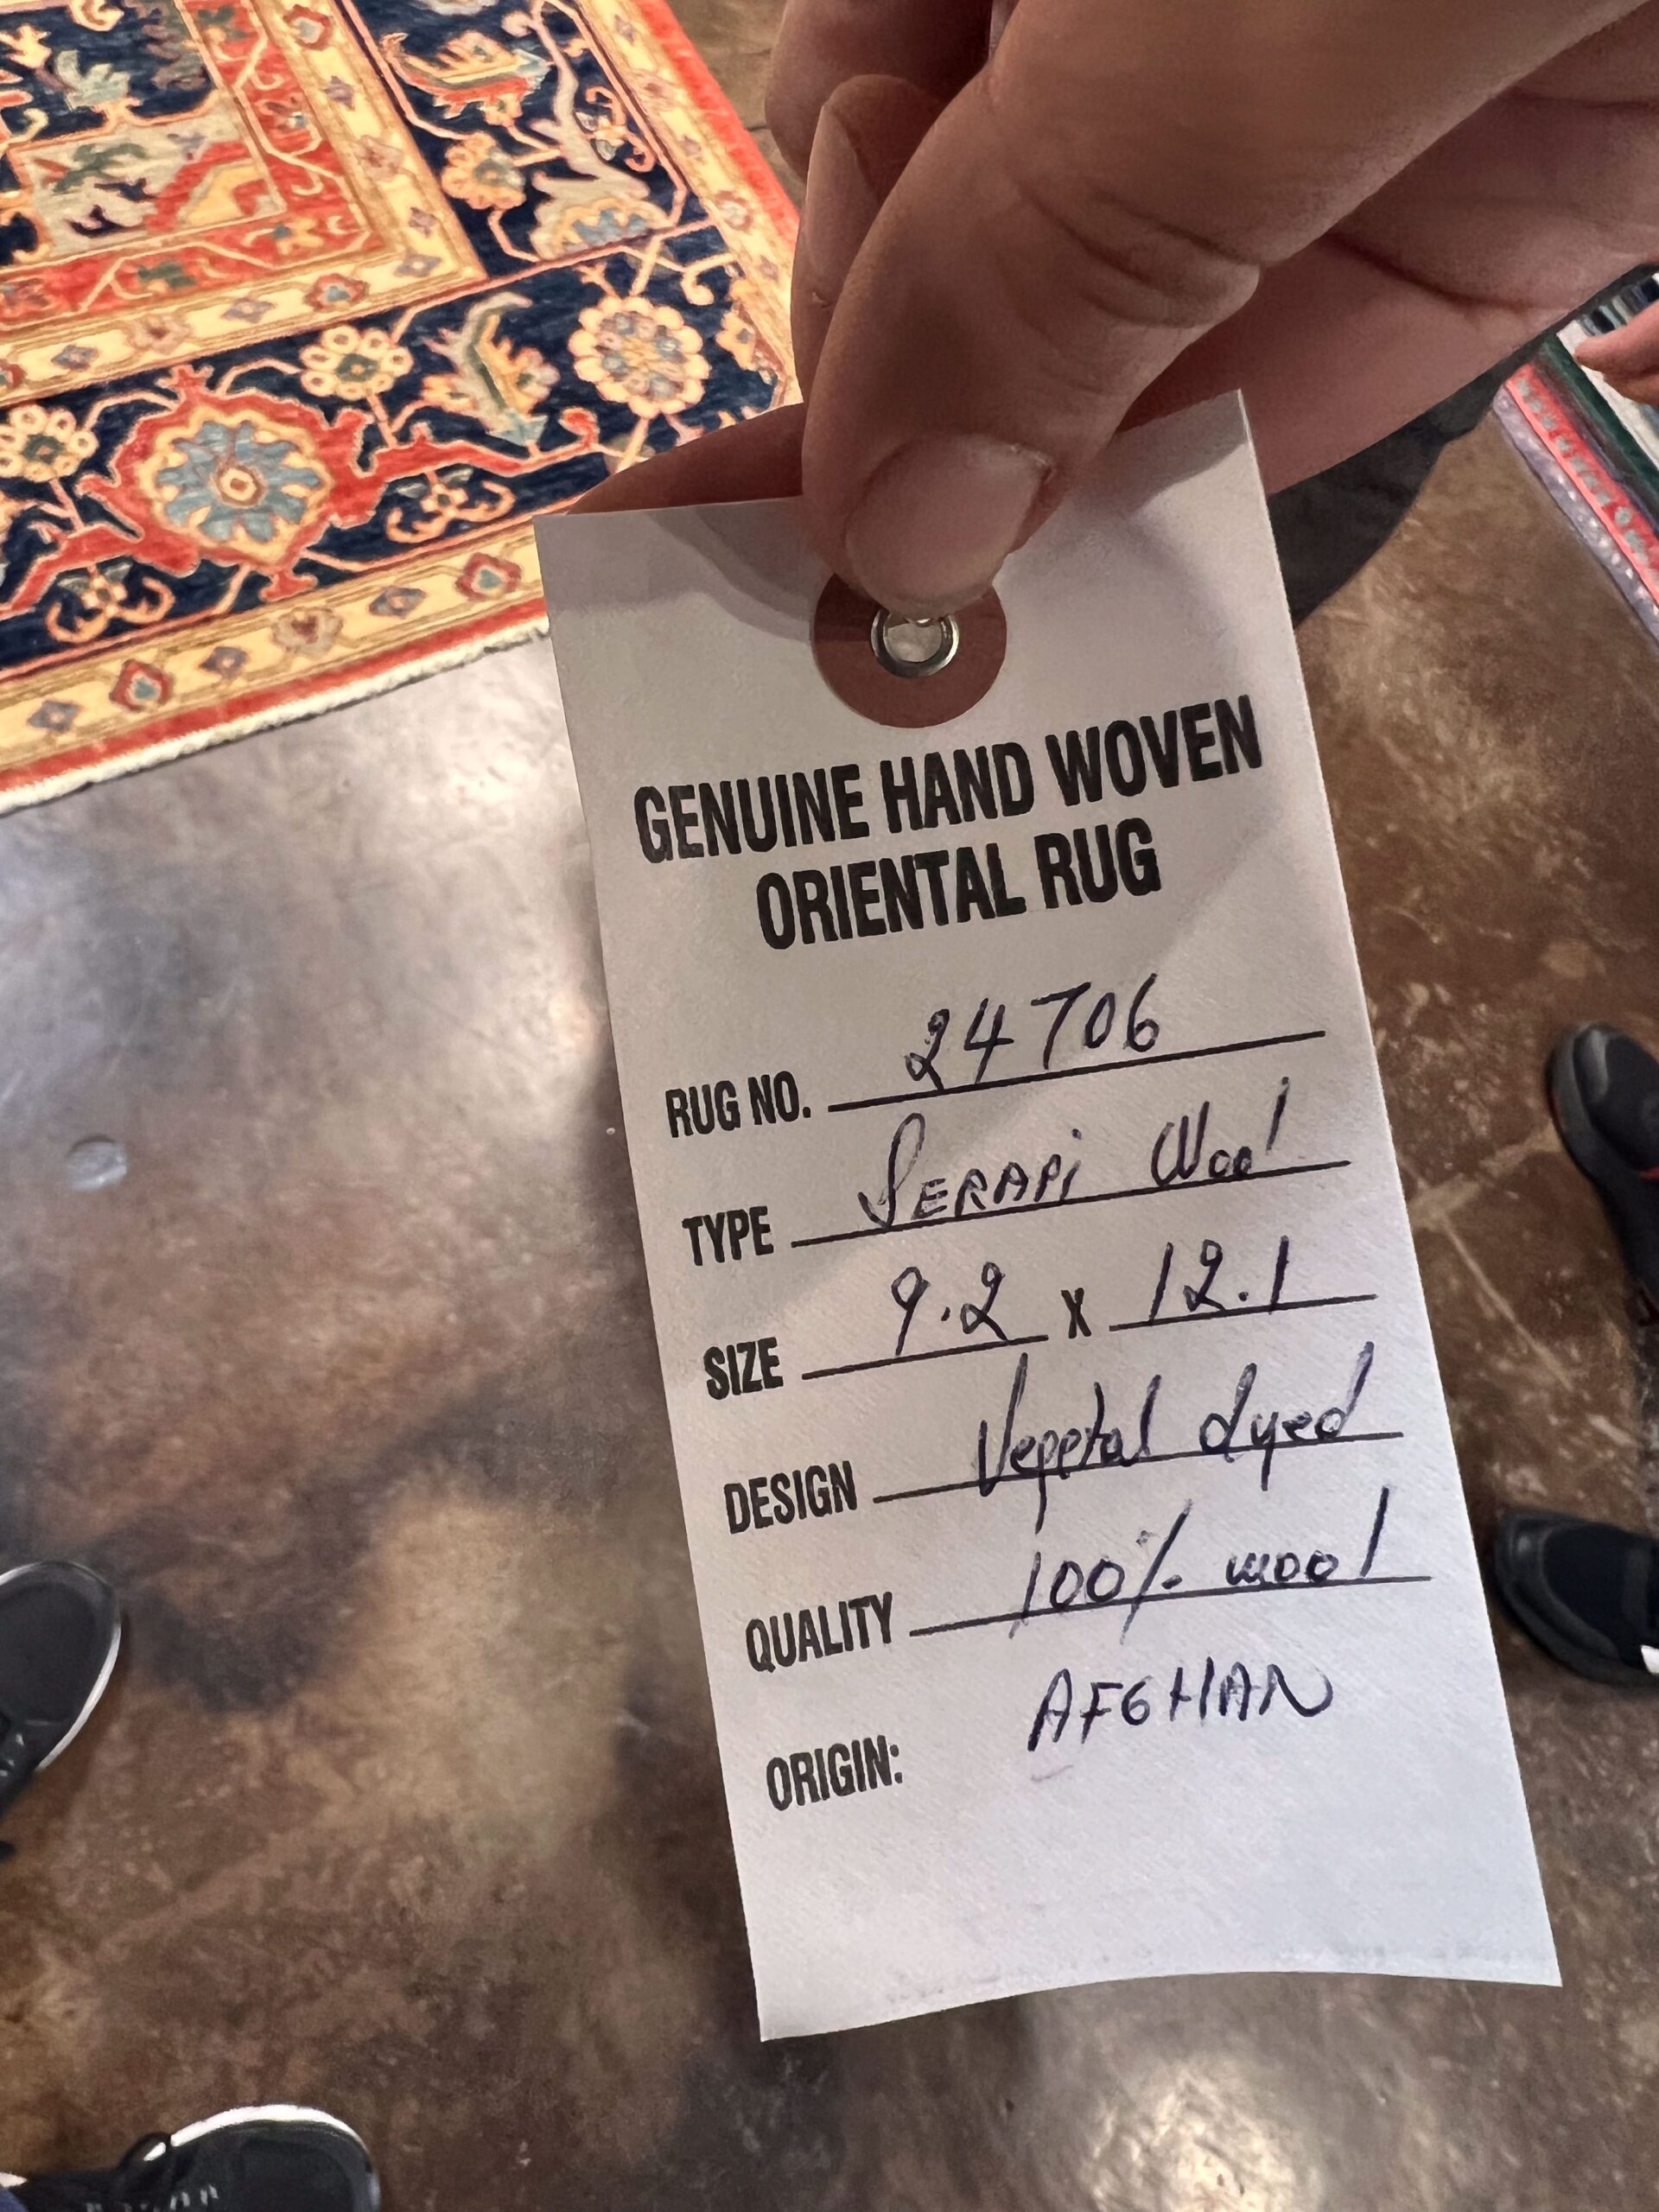 GENUINE HAND WOVEN
ORIENTAL RUG
RUG NO. 24706
TYPE SERAPi Wool
SIZE 9.2 X 12.1
DESIGN Vegetal dyed
QUALITY 100% wool
ORIGIN: AFGHAN